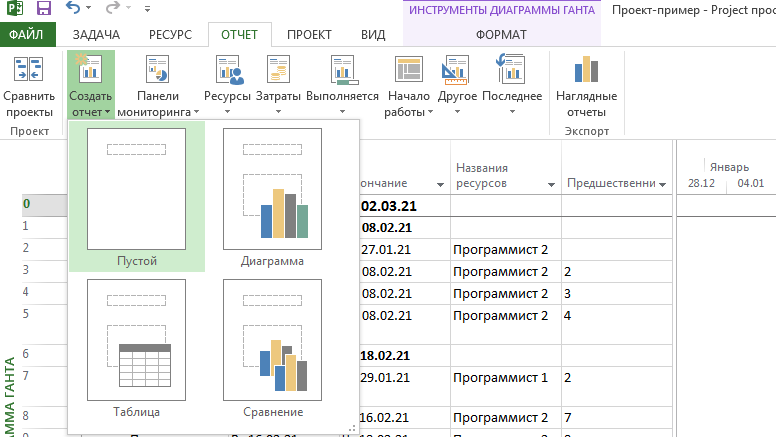 ИНСТРУМЕНТЫ ДИАГРАММЫ ГАНТА
Проект-пример - Project про
ФАЙЛ ЗАДАЧА РЕСУРС ОТЧЕТ ПРОЕКТ ВИД ФОРМАТ
Сравнить проекты
Создать отчет
Панели мониторинга
Ресурсы
Затраты
Выполняется
Начало работы
Другое
Последнее
Наглядные отчеты
Проект
Экспорт
Пустой
Диаграмма
Таблица
Сравнение
ончание
Названия ресурсов
Предшественни
Январь
28.12 04.01
0 02.03.21
1 08.02.21
2 27.01.21 Программист 2
3 08.02.21 Программист 2 2
4 08.02.21 Программист 2 3
5 08.02.21 Программист 2 4
6 18.02.21
7 29.01.21 Программист 1 2
8 16.02.21 Программист 2 7
АММА ГАНТА